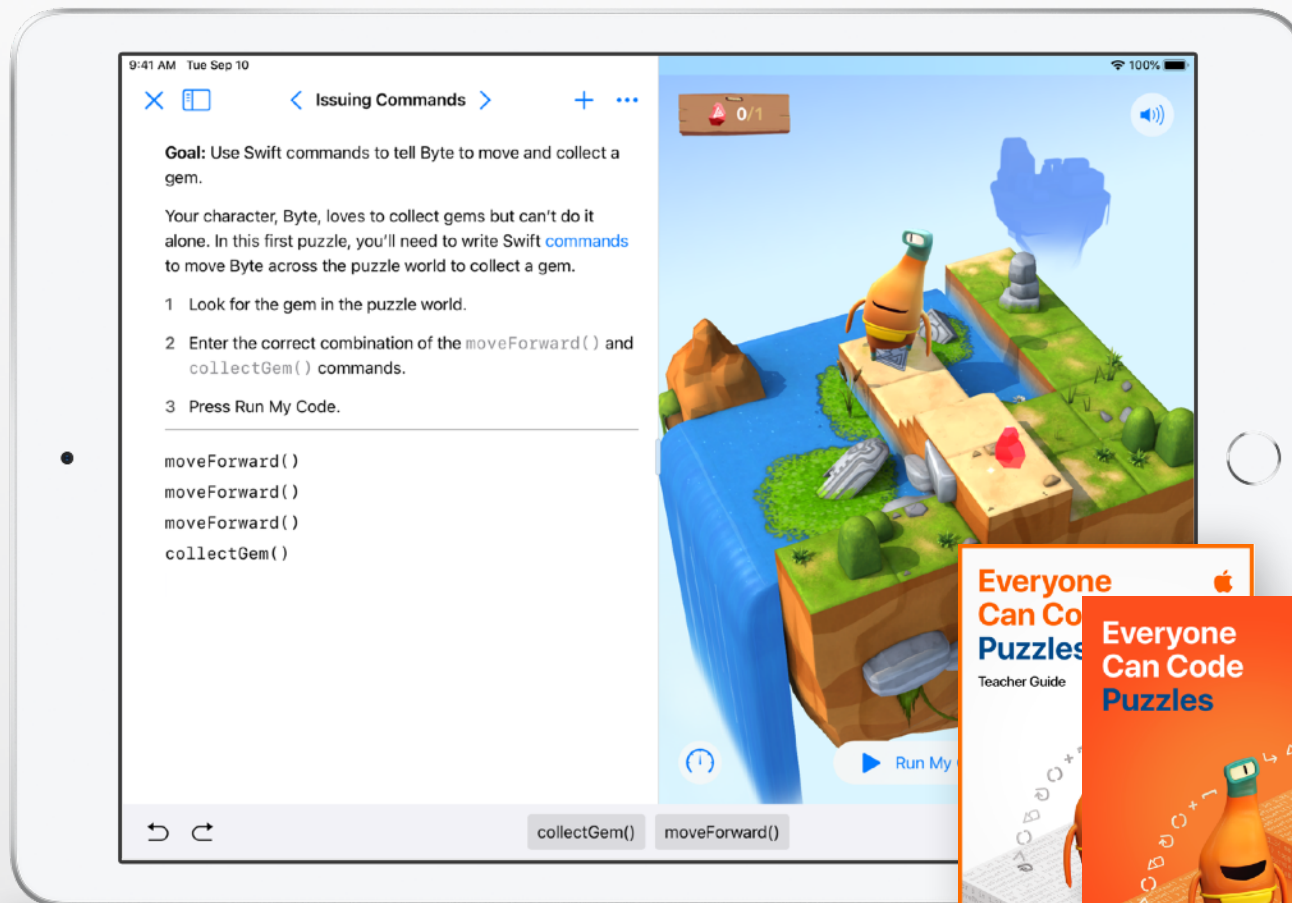 9:41 AM Tue Sep 10
100%
Issuing Commands
Goal: Use Swift commands to tell Byte to move and collect a
gem.
Your character, Byte, loves to collect gems but can't do it
alone. In this first puzzle, you'll need to write Swift commands
to move Byte across the puzzle world to collect a gem.
1 Look for the gem in the puzzle world.
2 Enter the correct combination of the moveForward() and
collectGem() commands.
3 Press Run My Code.
moveForward()
moveForward()
moveForward()
collectGem()
0/1
Run My
collectGem()
moveForward()
Everyone
Can Co
Puzzles
Teacher Guide
Everyone
Can Code
Puzzles